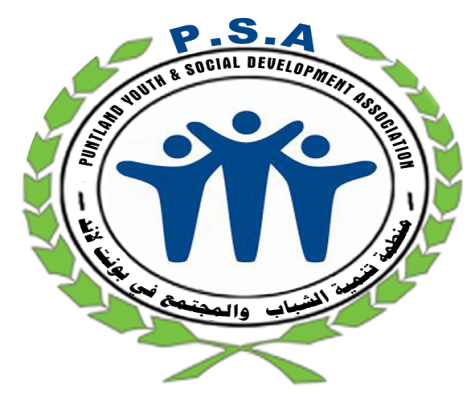 P.S.A
PUNTLAND YOUTH & SOCIAL DEVELOPMENT ASSOCIATION
منظمة تنمية الشباب والمجتمع في بونت لاند